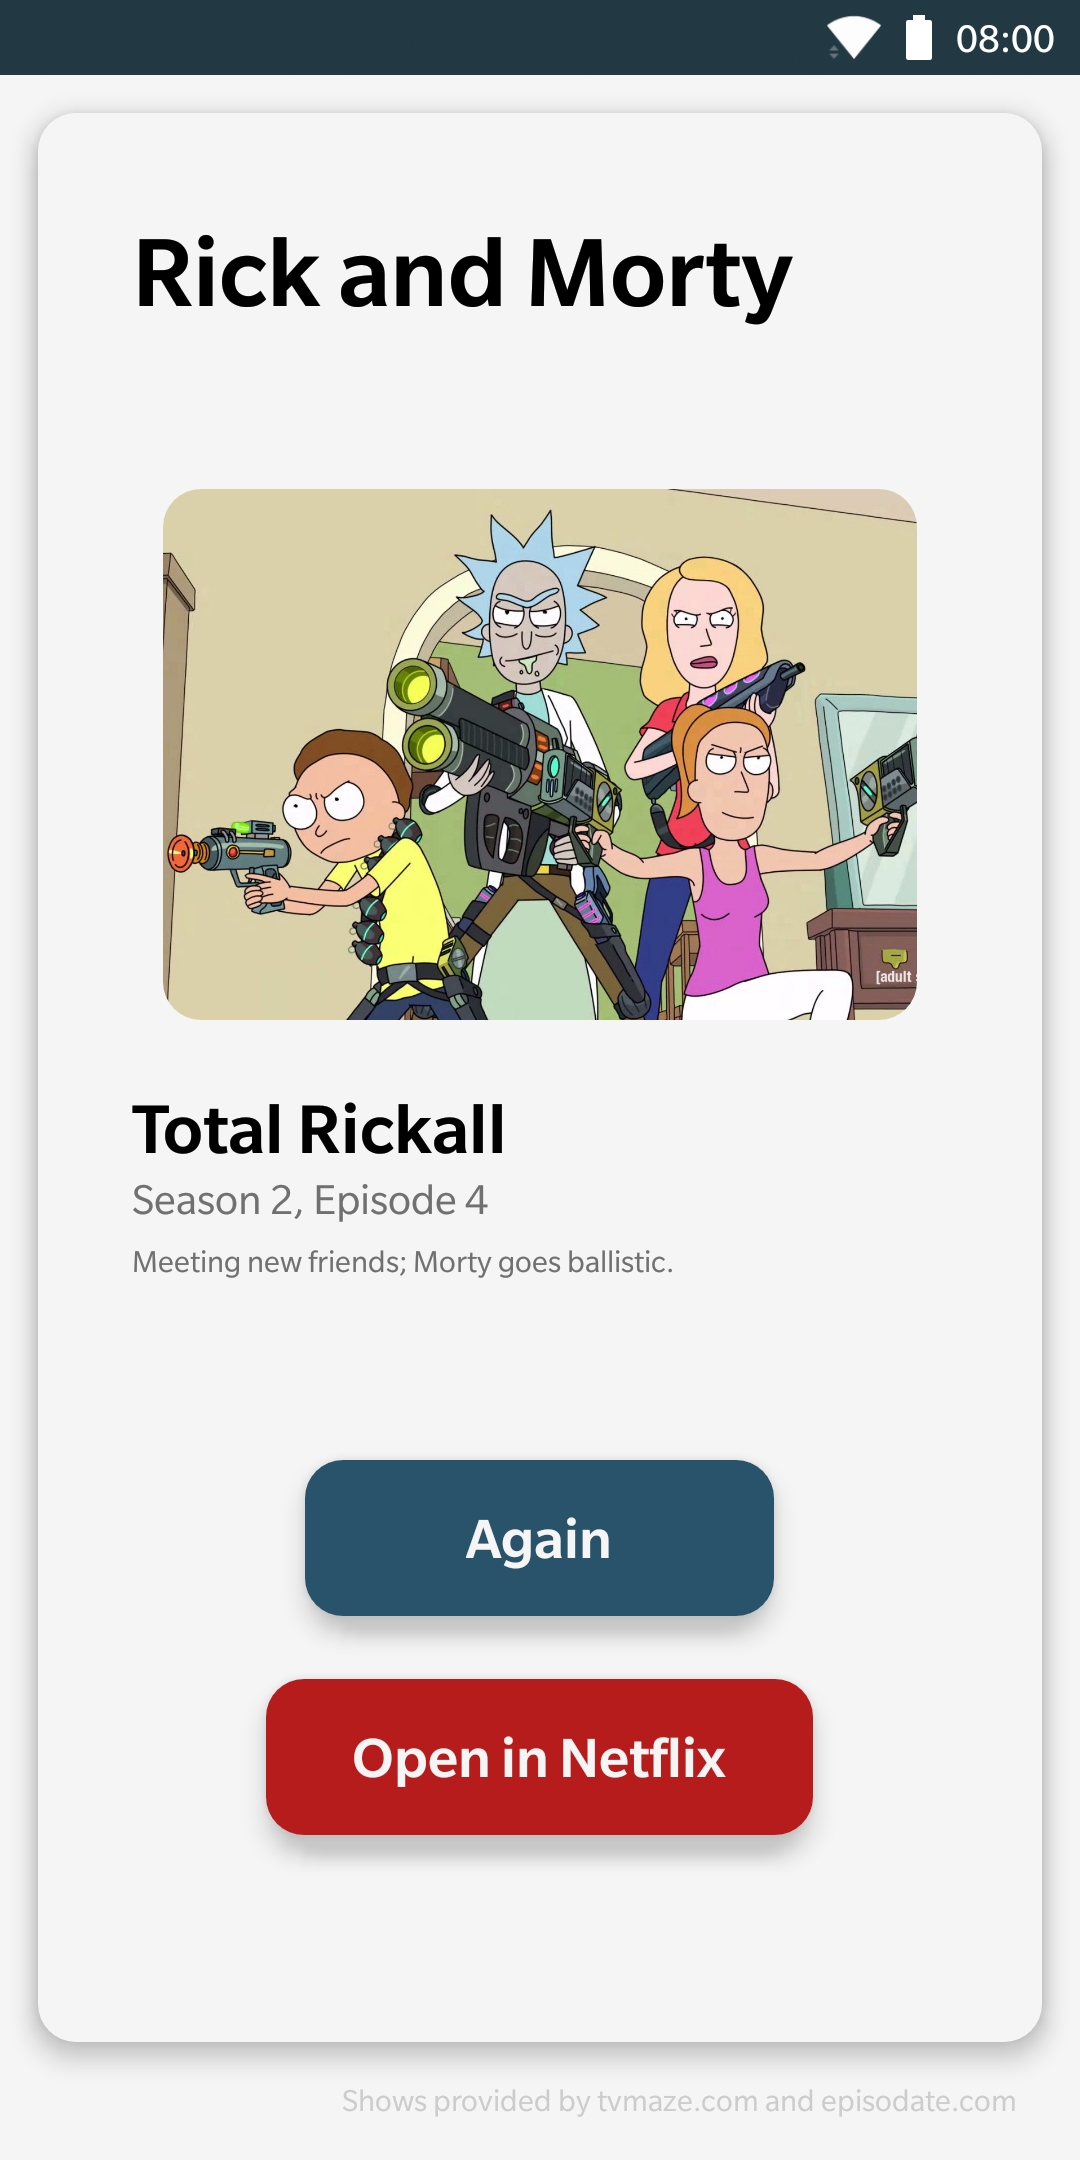 08:00
Rick and Morty
[adult s
Total Rickall
Season 2, Episode 4
Meeting new friends; Morty goes ballistic.
Again
Open in Netflix
Shows provided by tvmaze.com and episodate.com